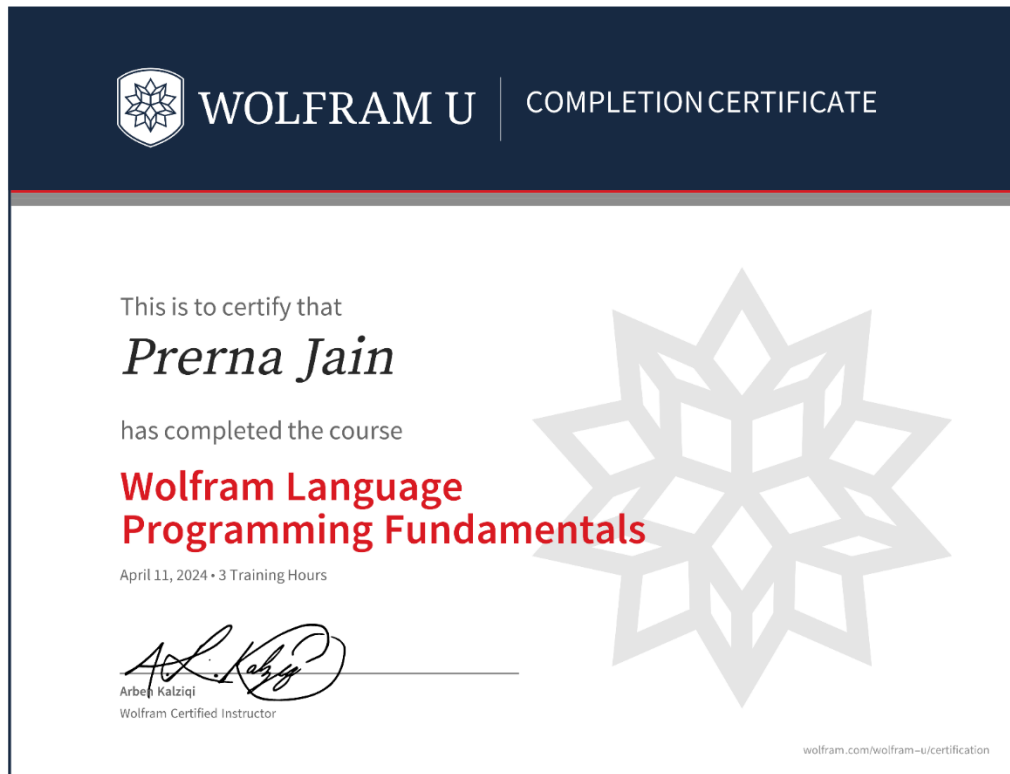 WOLFRAM U
COMPLETION CERTIFICATE
This is to certify that
Prerna Jain
has completed the course
Wolfram Language
Programming Fundamentals
April 11, 2024 • 3 Training Hours
A. L. Kalziqi
Arben Kalziqi
Wolfram Certified Instructor
wolfram.com/wolfram–u/certification